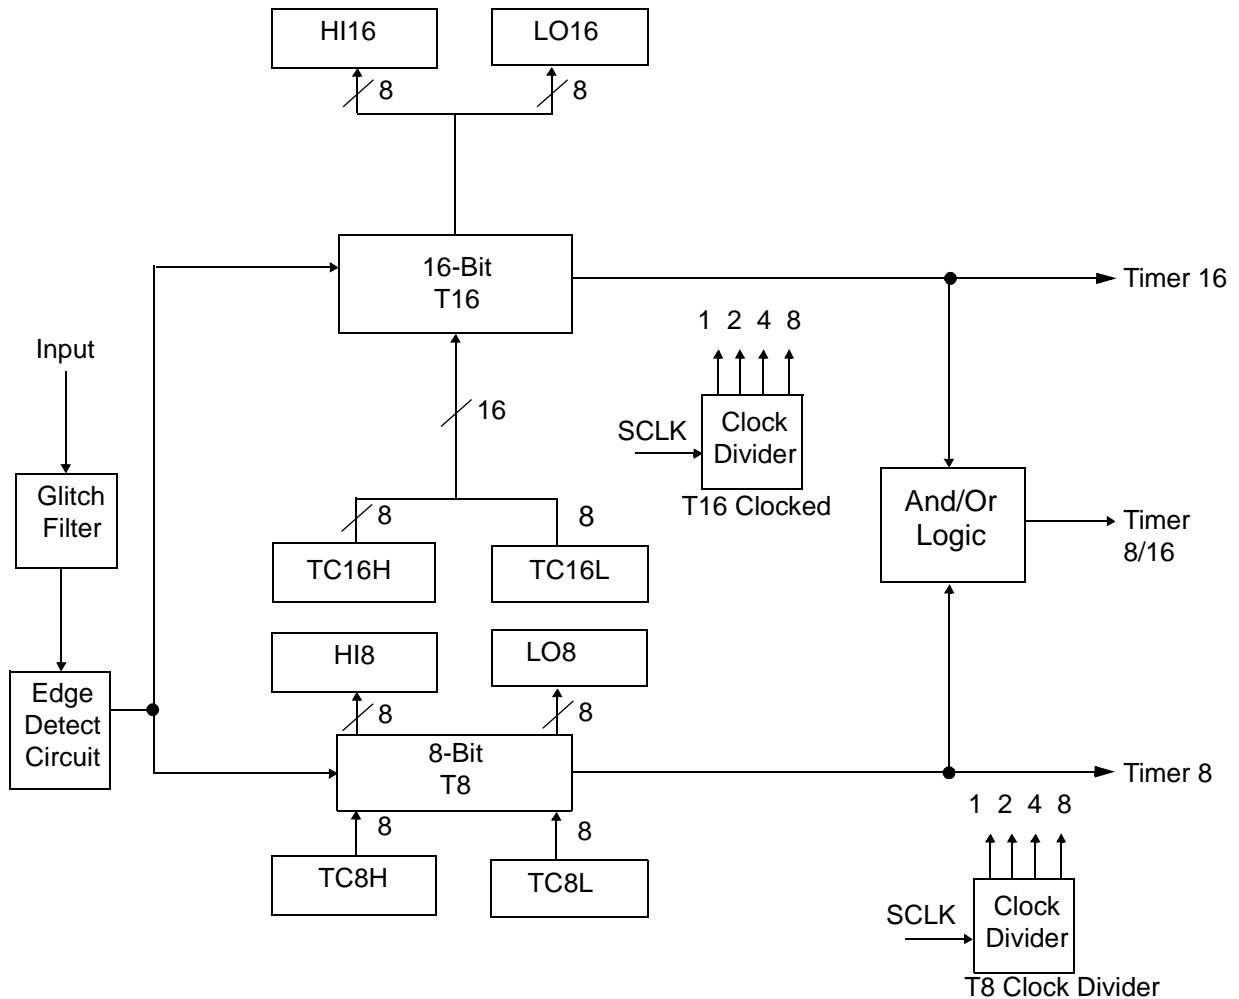 HI16
LO16
8
8
16-Bit
T16
Timer 16
1 2 4 8
Input
16
SCLK
Clock
Divider
T16 Clocked
Glitch
Filter
8
8
And/Or
Logic
Timer
8/16
TC16H
TC16L
HI8
LO8
Edge
Detect
Circuit
8
8
8-Bit
T8
Timer 8
1 2 4 8
8
8
TC8H
TC8L
SCLK
Clock
Divider
T8 Clock Divider